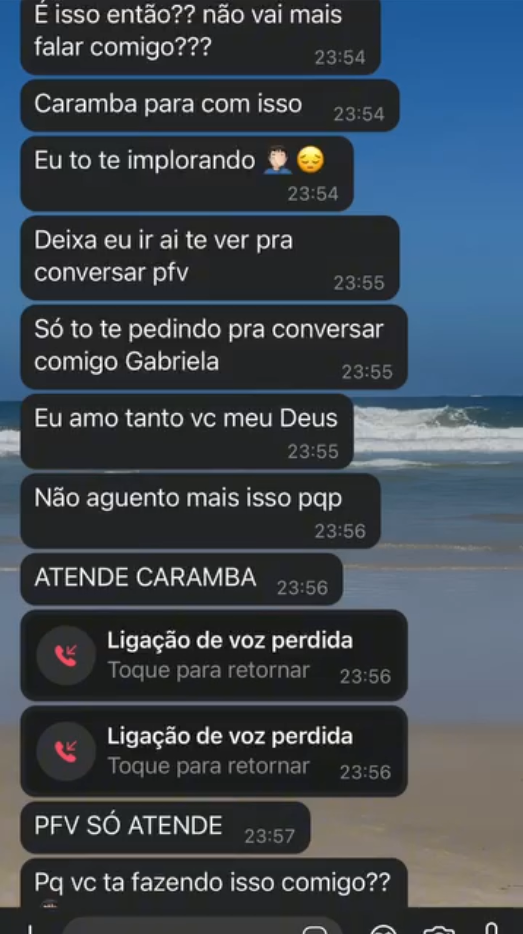 É isso então?? não vai mais
falar comigo???
23:54
Caramba para com isso 23:54
Eu to te implorando 🤦🏻‍♂️😔
23:54
Deixa eu ir ai te ver pra
conversar pfv
23:55
Só to te pedindo pra conversar
comigo Gabriela
23:55
Eu amo tanto vc meu Deus
23:55
Não aguento mais isso pqp
23:56
ATENDE CARAMBA 23:56
Ligação de voz perdida
Toque para retornar 23:56
Ligação de voz perdida
Toque para retornar 23:56
PFV SÓ ATENDE 23:57
Pq vc ta fazendo isso comigo??